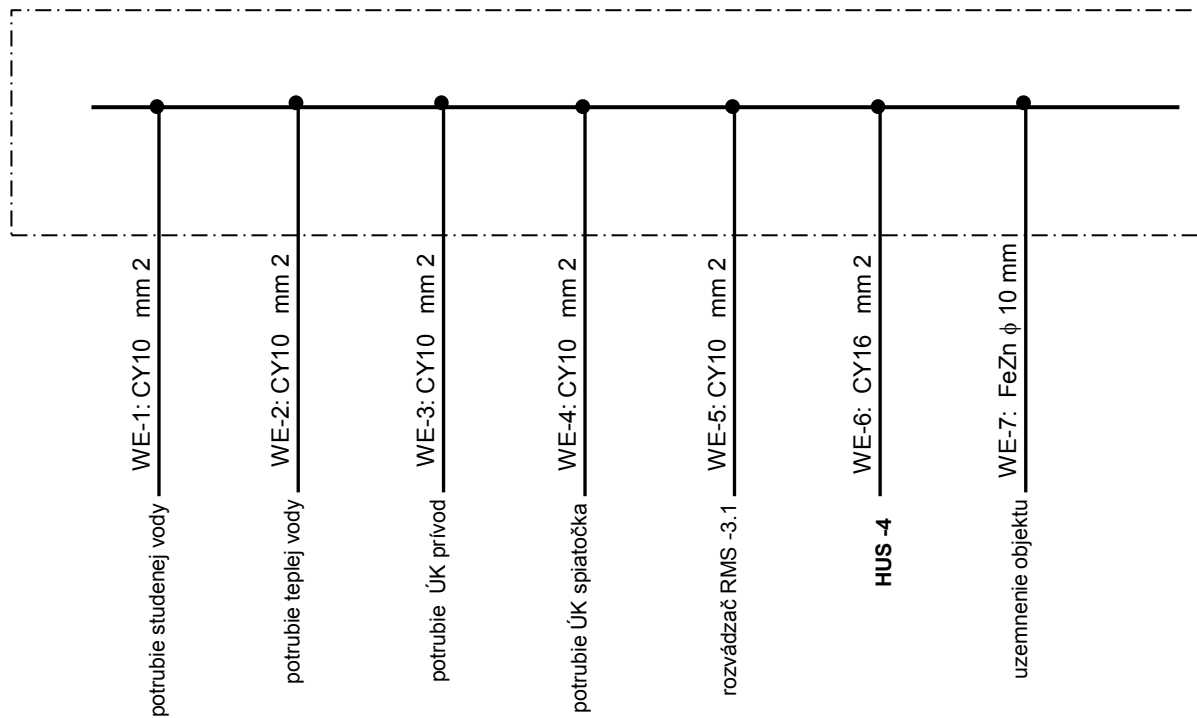 WE-1: CY10 mm 2
potrubie studenej vody
WE-2: CY10 mm 2
potrubie teplej vody
WE-3: CY10 mm 2
potrubie ÚK prívod
WE-4: CY10 mm 2
potrubie ÚK spiatočka
WE-5: CY10 mm 2
rozvádzač RMS -3.1
WE-6: CY16 mm 2
HUS -4
WE-7: FeZn ϕ 10 mm
uzemnenie objektu